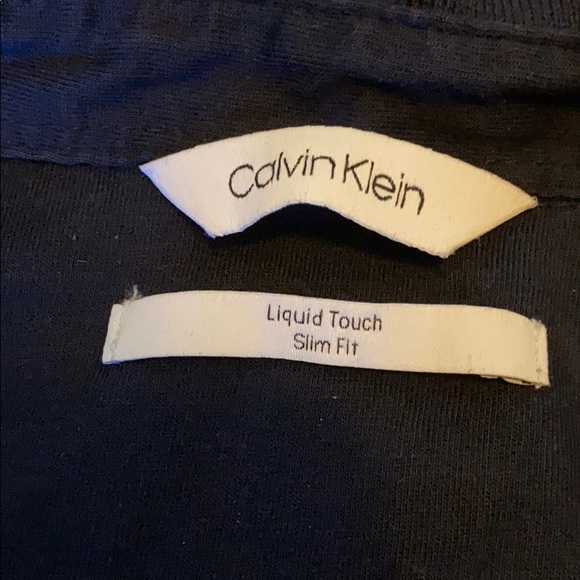 Calvin Klein
Liquid Touch
Slim Fit